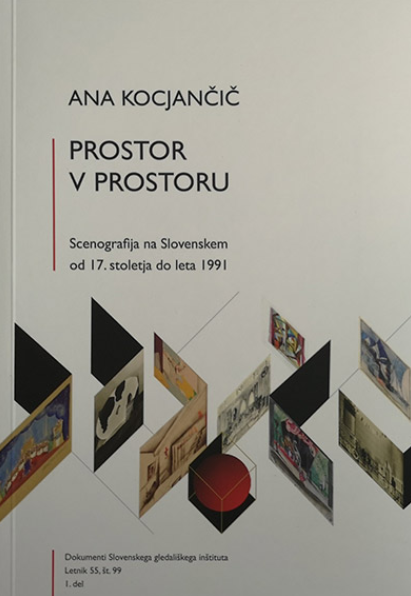 ANA KOCJANČIČ
PROSTOR
V PROSTORU
Scenografija na Slovenskem
od 17. stoletja do leta 1991
Dokumenti Slovenskega gledališkega inštituta
Letnik 55, št. 99
1. del